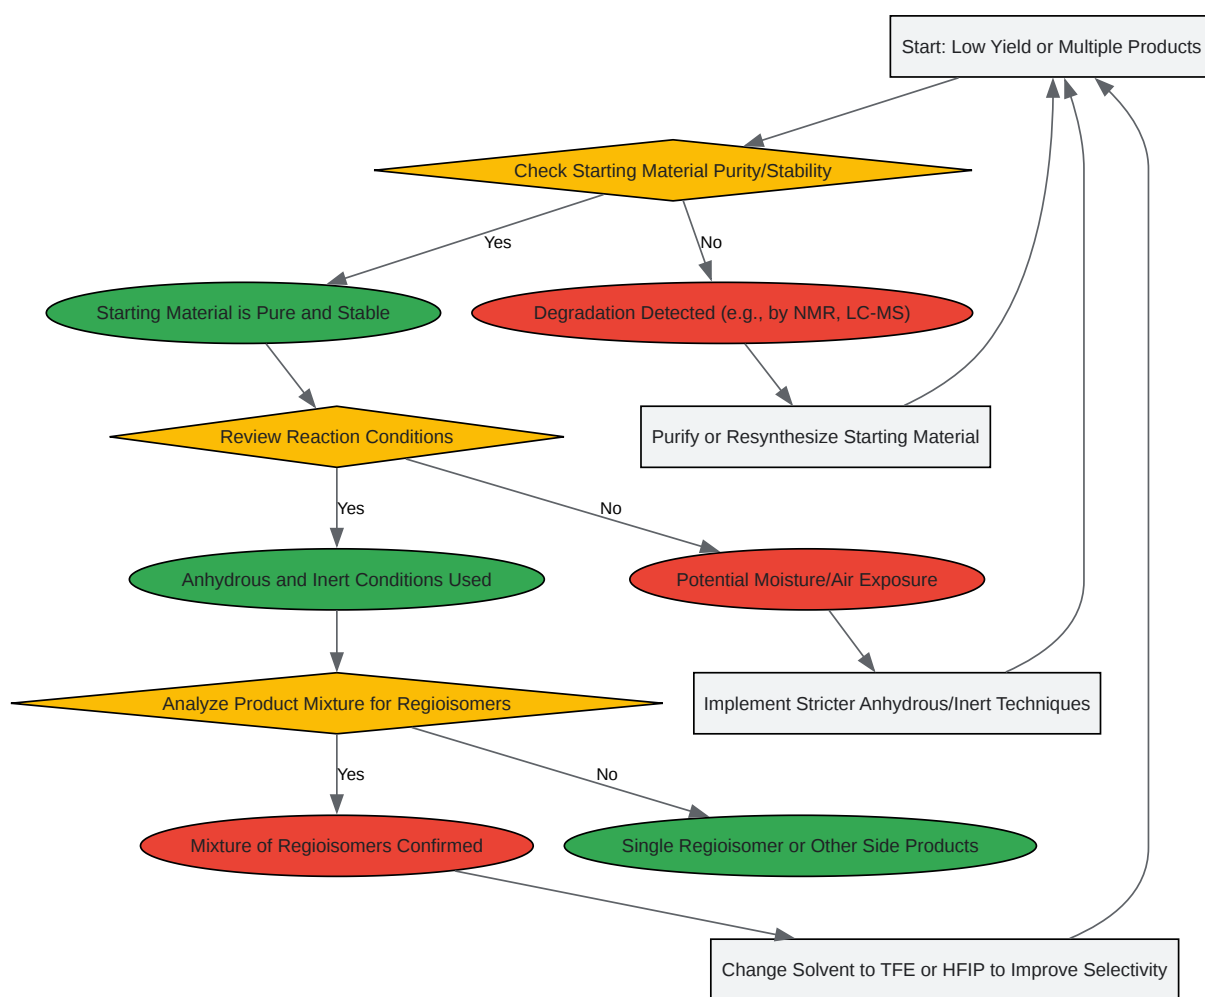 Start: Low Yield or Multiple Products
Check Starting Material Purity/Stability
Yes
No
Starting Material is Pure and Stable
Degradation Detected (e.g., by NMR, LC-MS)
Review Reaction Conditions
Purify or Resynthesize Starting Material
Yes
No
Anhydrous and Inert Conditions Used
Potential Moisture/Air Exposure
Analyze Product Mixture for Regioisomers
Implement Stricter Anhydrous/Inert Techniques
Yes
No
Mixture of Regioisomers Confirmed
Single Regioisomer or Other Side Products
Change Solvent to TFE or HFIP to Improve Selectivity